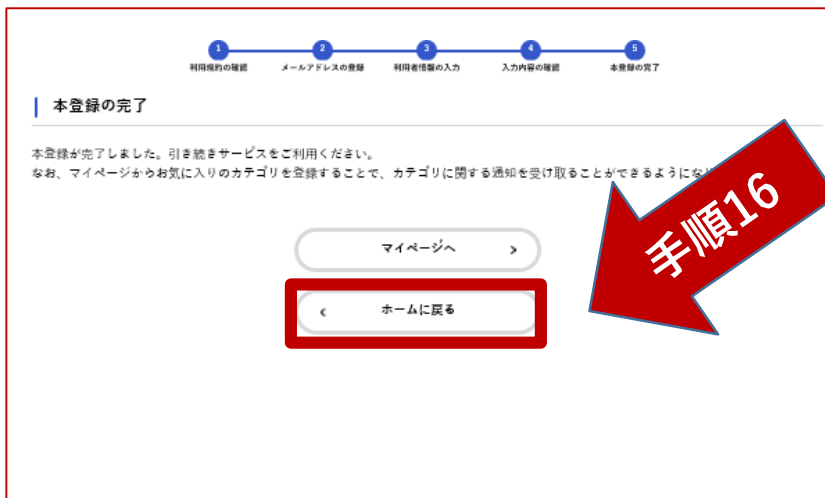 1 2 3 4 5
利用規約の確認 メールアドレスの登録 利用者情報の入力 入力内容の確認 本登録の完了
本登録の完了
本登録が完了しました。引き続きサービスをご利用ください。
なお、マイページからお気に入りのカテゴリを登録することで、カテゴリに関する通知を受け取ることができるようにな
マイページへ
ホームに戻る
手順16